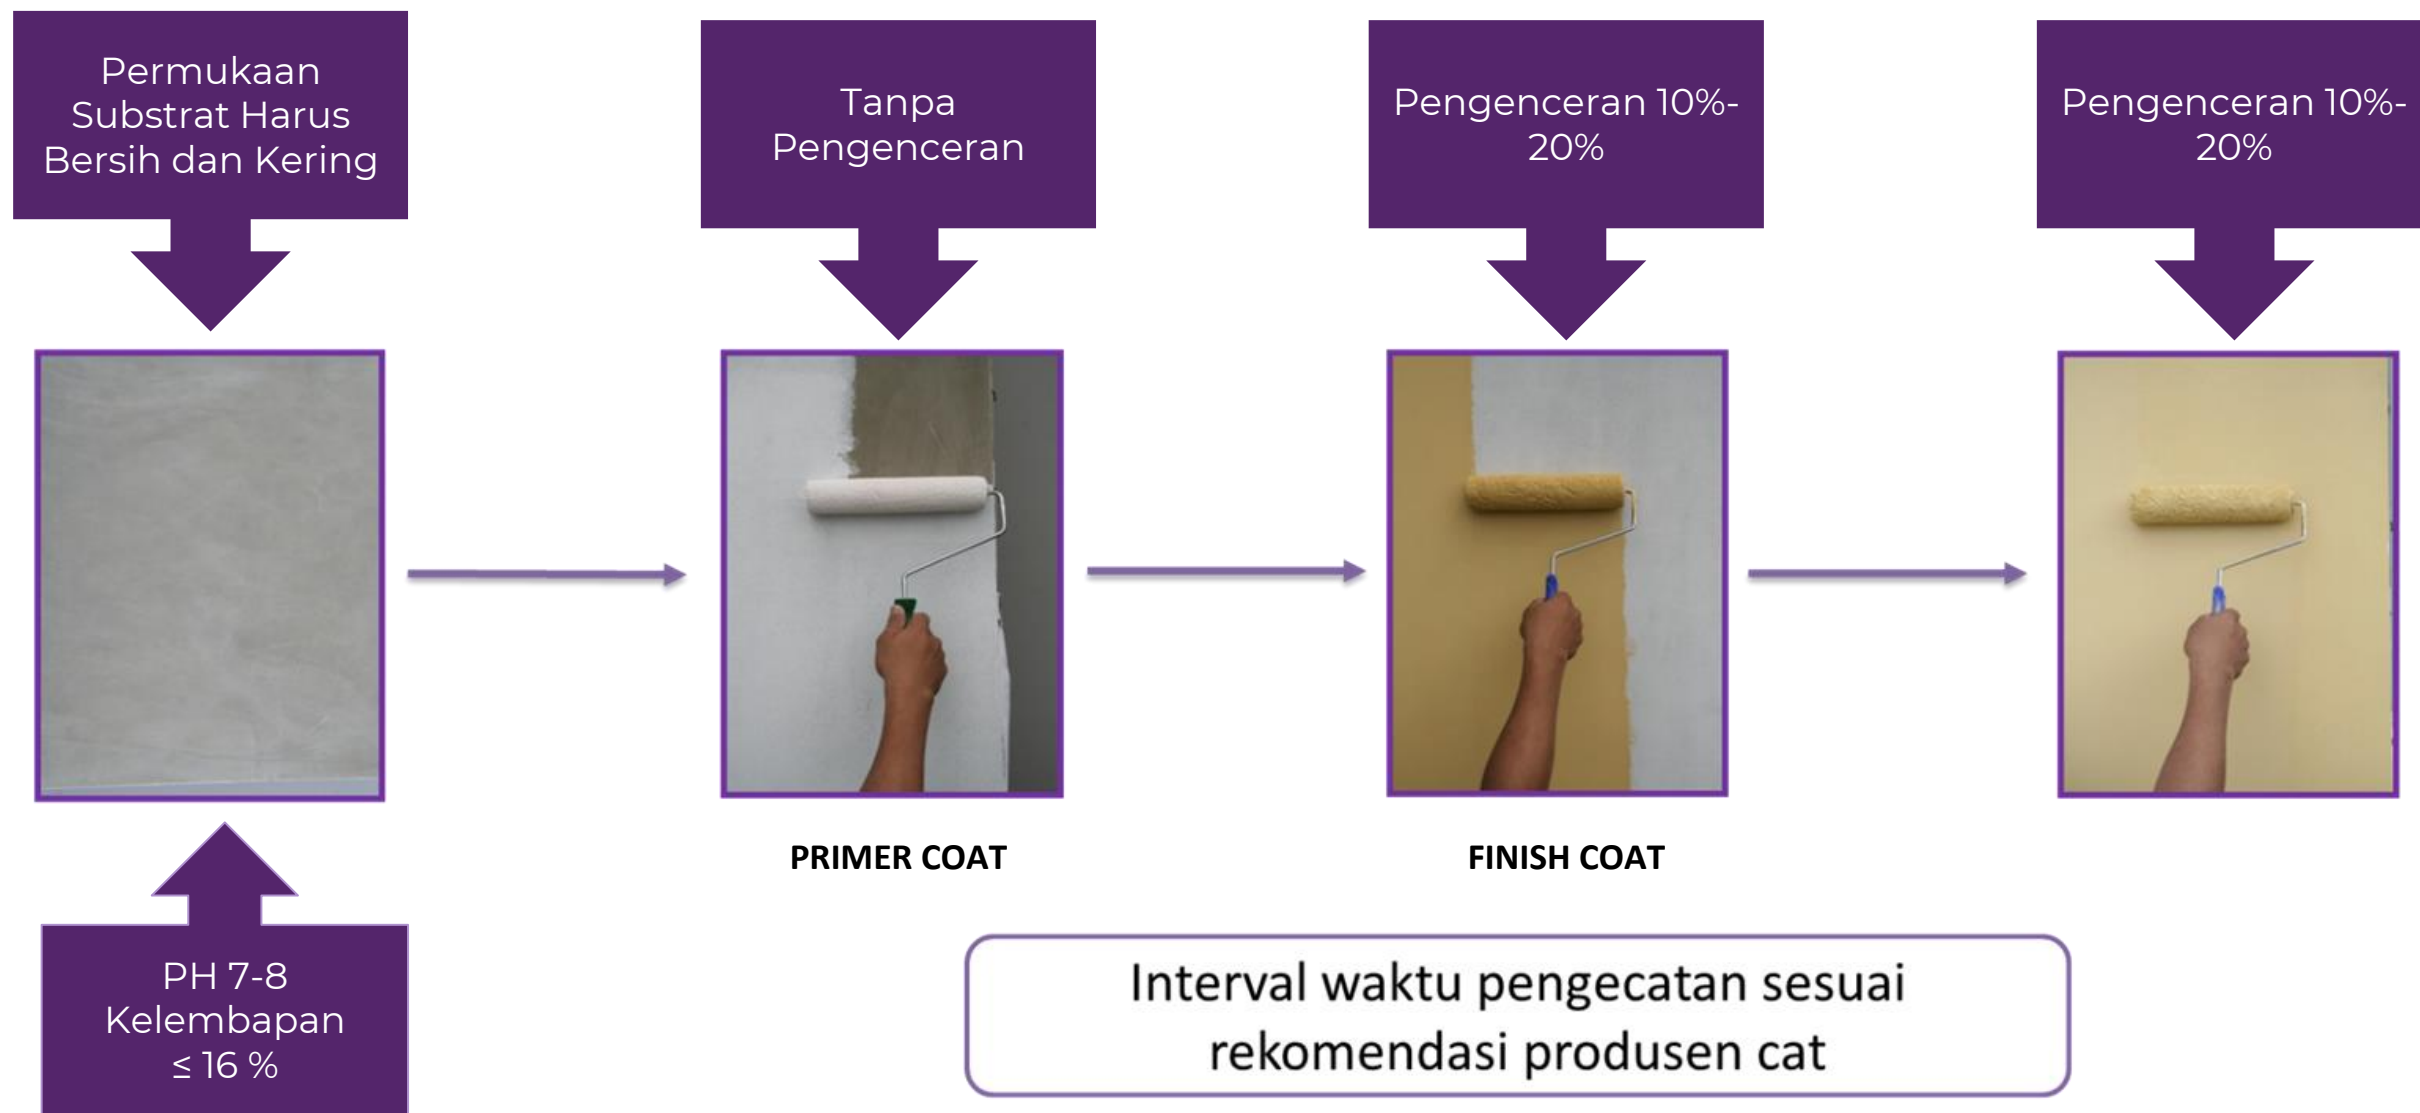 Permukaan
Substrat Harus
Bersih dan Kering
Tanpa
Pengenceran
Pengenceran 10%-
20%
Pengenceran 10%-
20%
PRIMER COAT
FINISH COAT
PH 7-8
Kelembapan
≤ 16 %
Interval waktu pengecatan sesuai
rekomendasi produsen cat